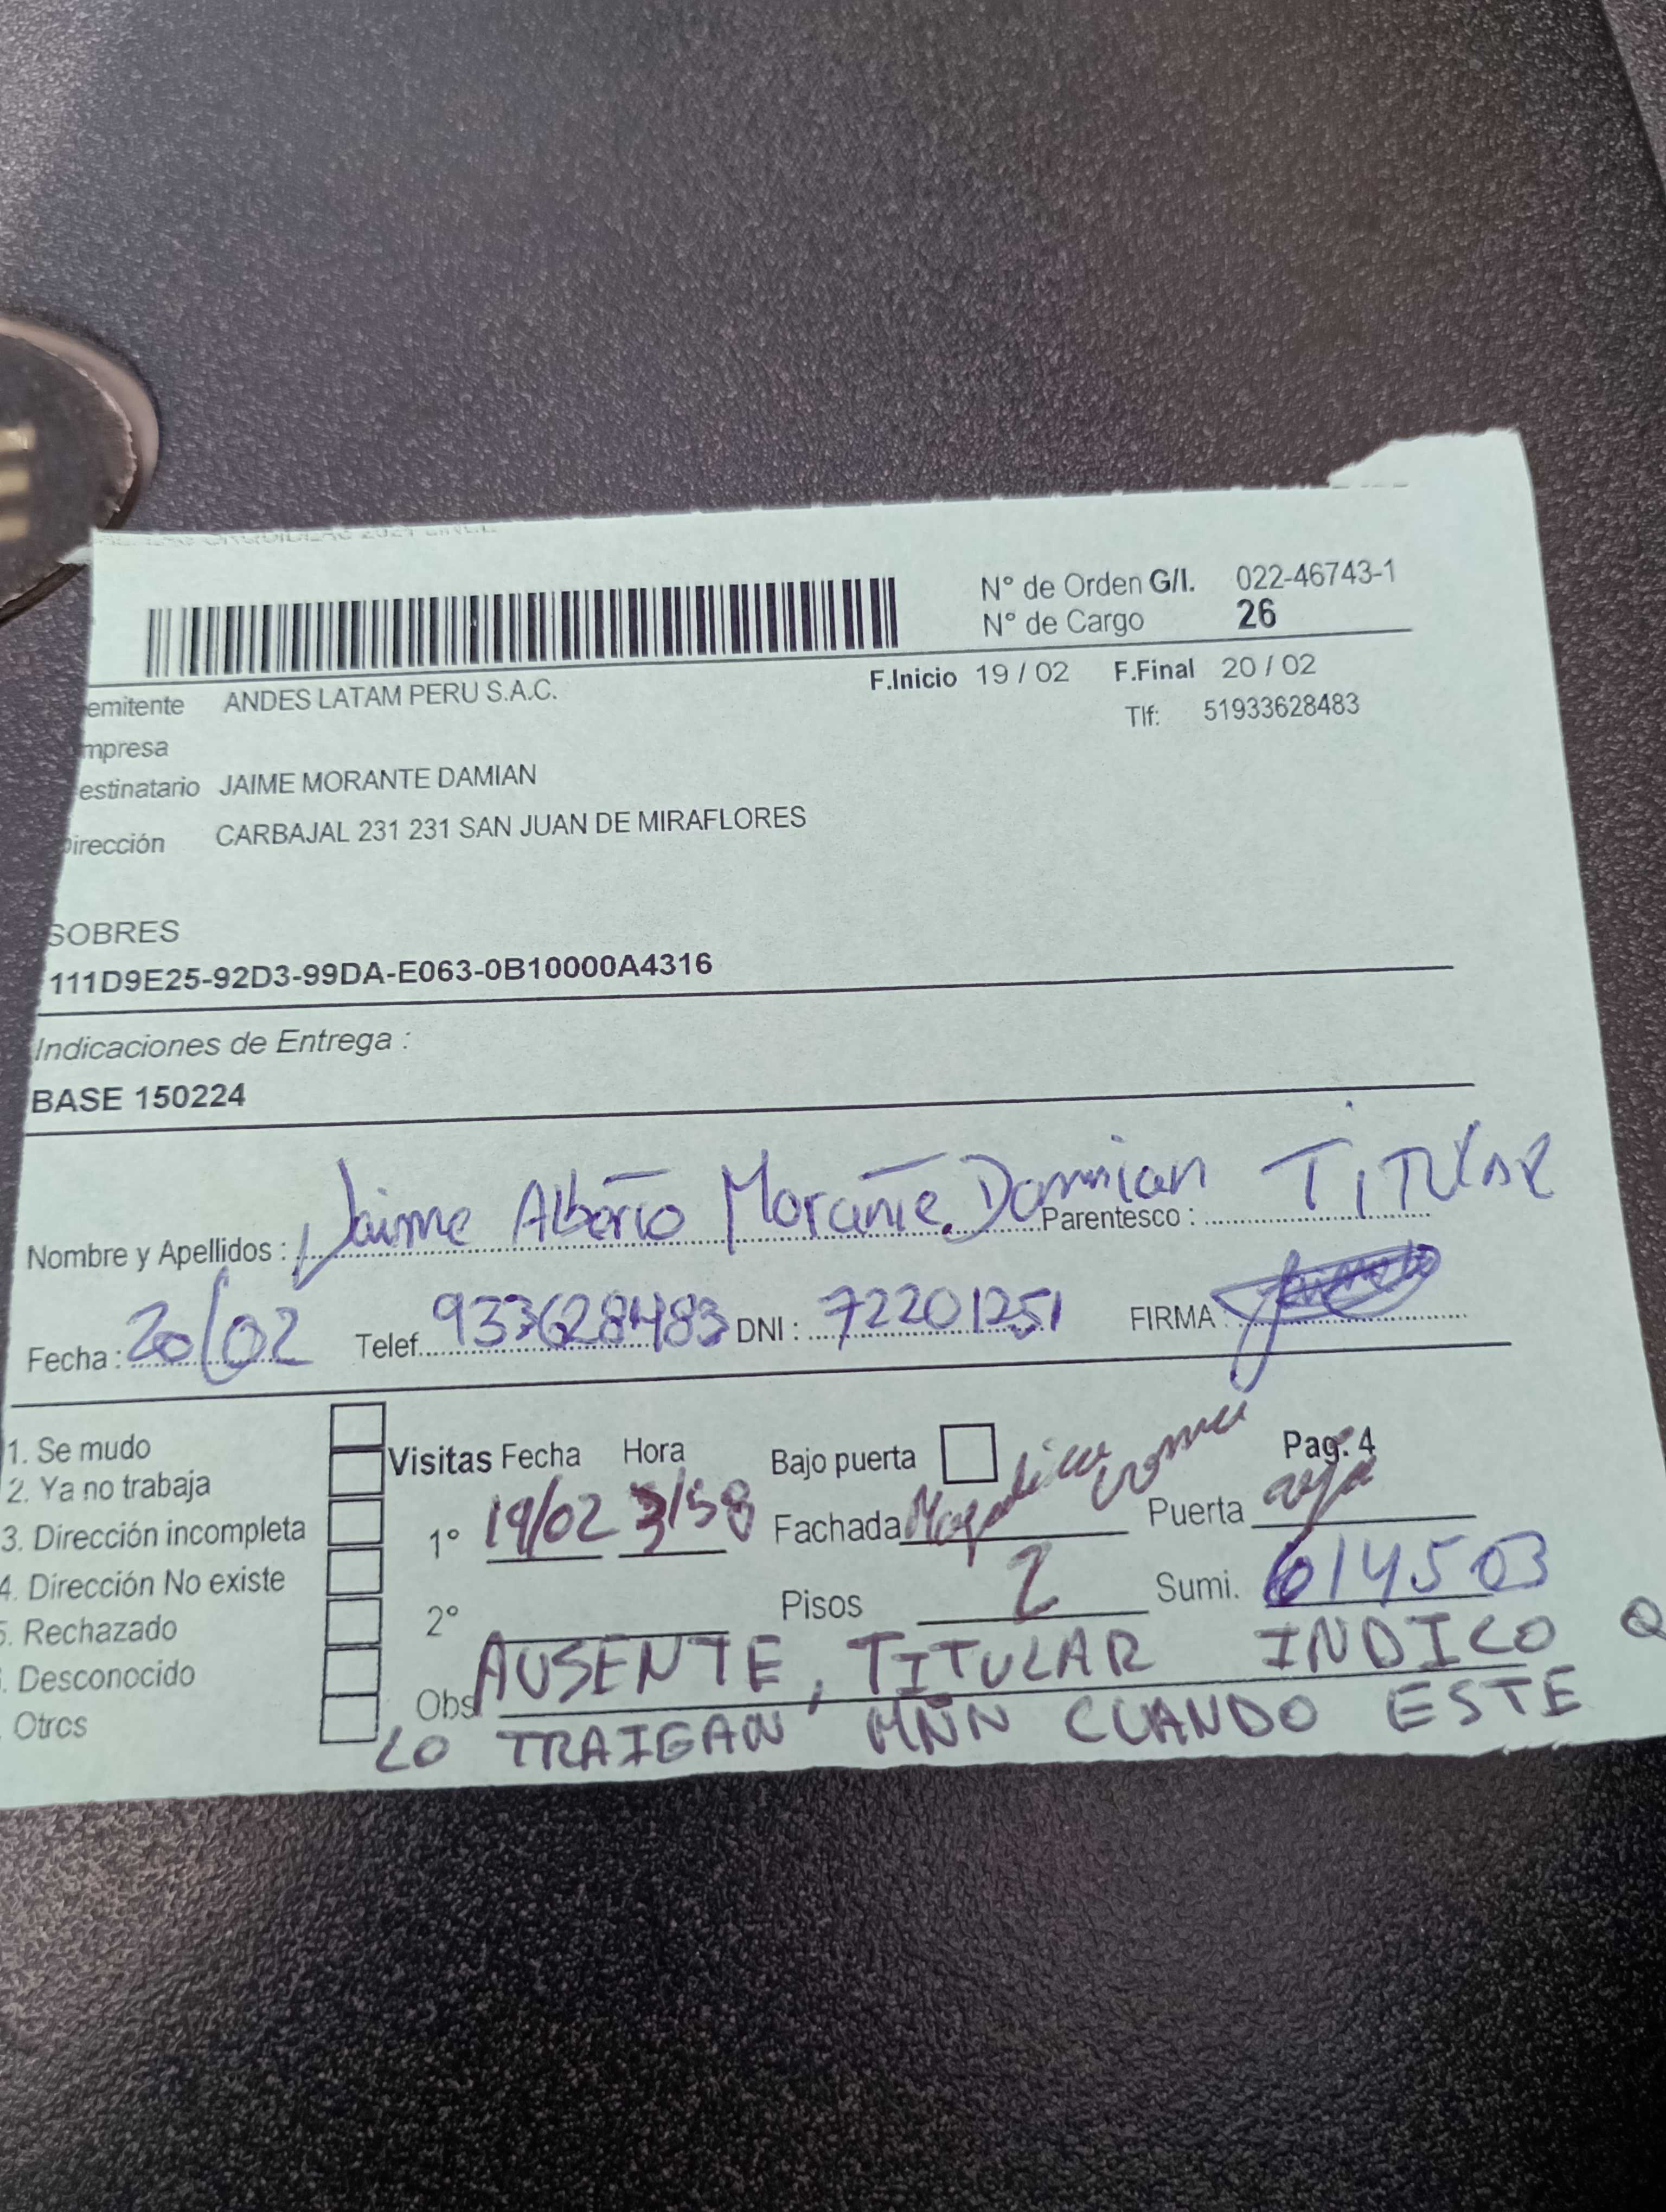 N° de Orden G/I. 022-46743-1
N° de Cargo 26
F.Inicio 19 / 02 F.Final 20 / 02
emitente ANDES LATAM PERU S.A.C.
Tlf: 51933628483
mpresa
estinatario JAIME MORANTE DAMIAN
irección CARBAJAL 231 231 SAN JUAN DE MIRAFLORES
SOBRES
111D9E25-92D3-99DA-E063-0B10000A4316
Indicaciones de Entrega :
BASE 150224
Nombre y Apellidos : Jaime Alberto Morante Damian Parentesco : TITULAR
Fecha : 20/02 Telef. 933628483 DNI : 72201251 FIRMA :
1. Se mudo
2. Ya no trabaja
3. Dirección incompleta
4. Dirección No existe
5. Rechazado
. Desconocido
. Otros
Visitas Fecha Hora Bajo puerta Pag. 4
1° 19/02 3/58 Fachada Puerta
2° Pisos 2 Sumi. 614503
Obs AUSENTE, TITULAR INDICO Q
LO TRAIGAN MÑN CUANDO ESTE